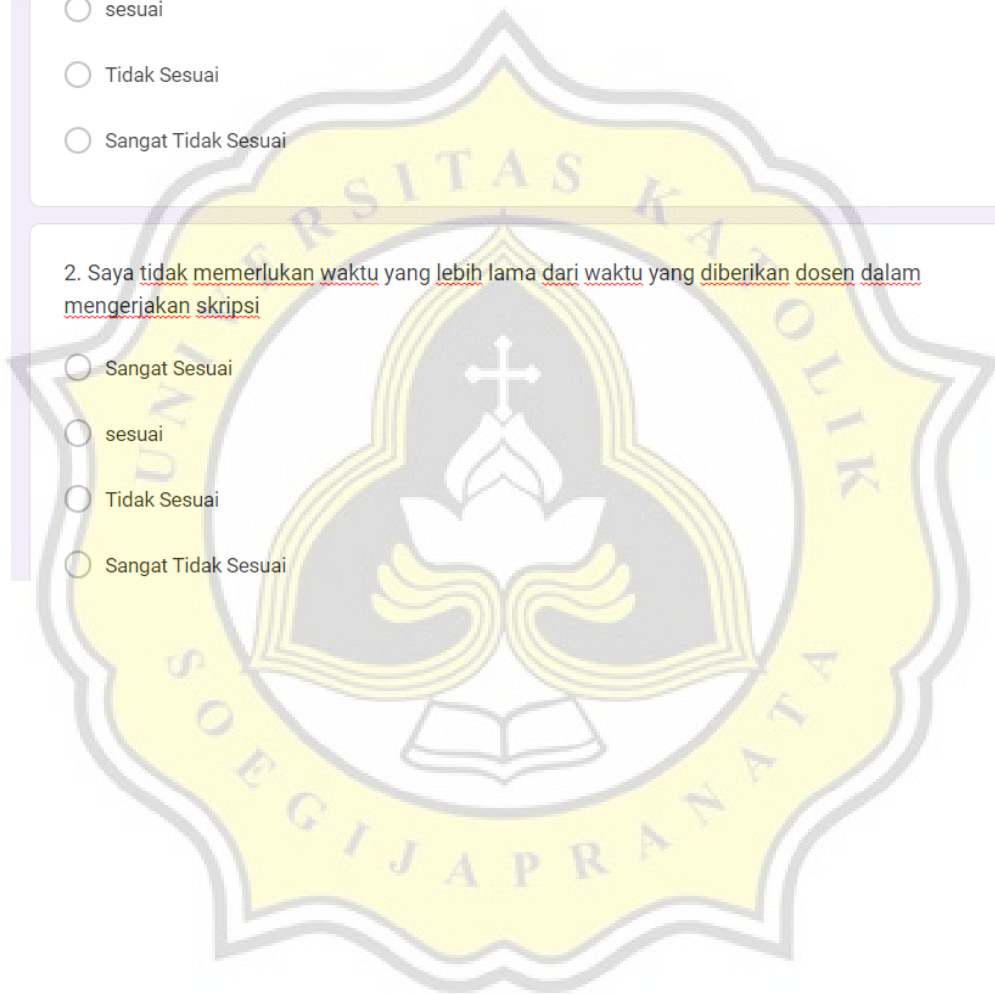 sesuai
Tidak Sesuai
Sangat Tidak Sesuai
2. Saya tidak memerlukan waktu yang lebih lama dari waktu yang diberikan dosen dalam
mengerjakan skripsi
Sangat Sesuai
sesuai
Tidak Sesuai
Sangat Tidak Sesuai
UNIVERSITAS KATOLIK
SOEGIJAPRANATA